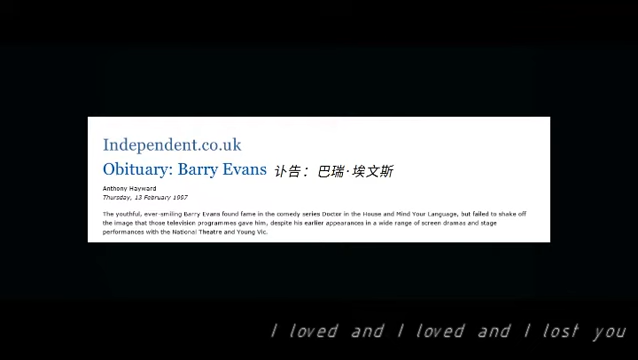 Independent.co.uk
Obituary: Barry Evans 讣告：巴瑞·埃文斯
Anthony Hayward
Thursday, 13 February 1997
The youthful, ever-smiling Barry Evans found fame in the comedy series Doctor in the House and Mind Your Language, but failed to shake off
the image that those television programmes gave him, despite his earlier appearances in a wide range of screen dramas and stage
performances with the National Theatre and Young Vic.
I loved and I loved and I lost you